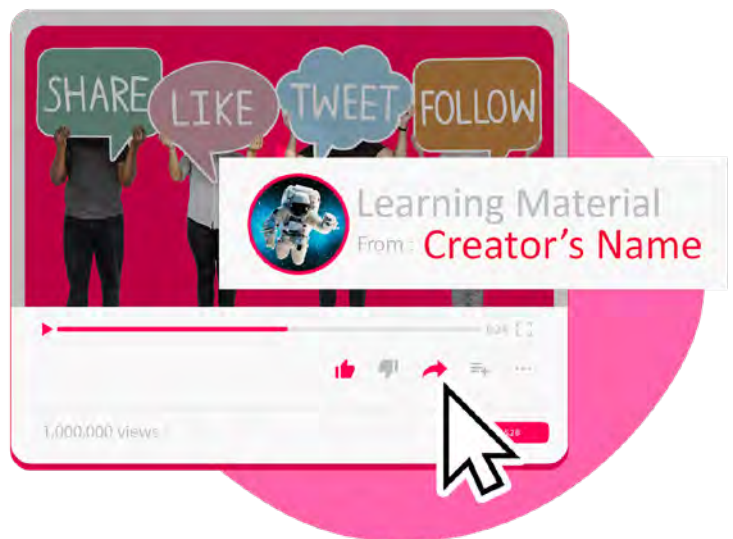 SHARE
LIKE
TWEET
FOLLOW
Learning Material
From : Creator's Name
1,000,000 views